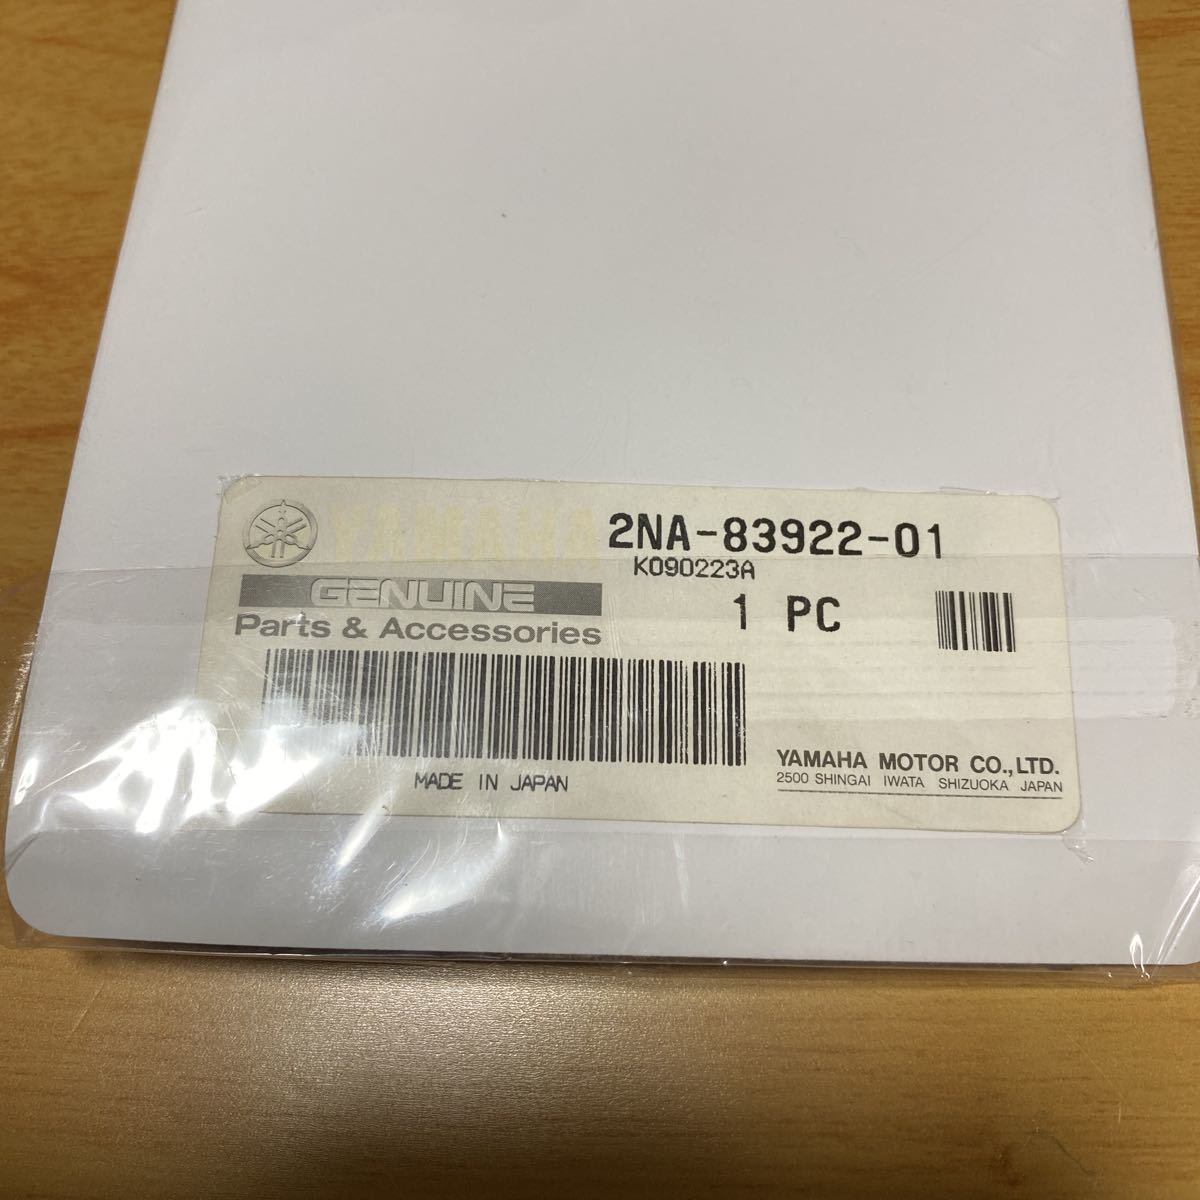 YAMAHA
2NA-83922-01
K090223A
GENUINE
1 PC
Parts & Accessories
MADE IN JAPAN
YAMAHA MOTOR CO.,LTD.
2500 SHINGAI IWATA SHIZUOKA JAPAN